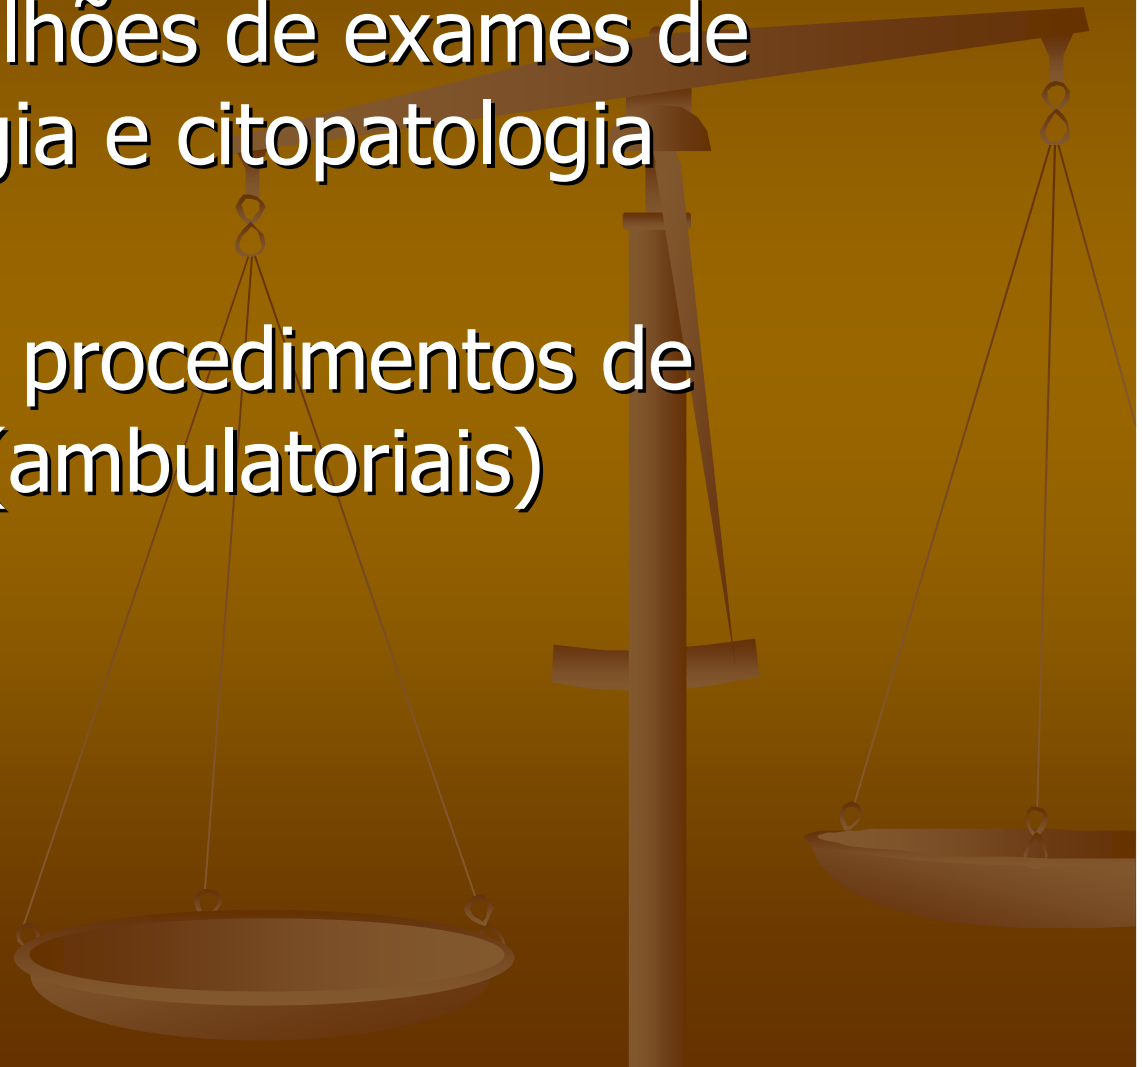 lhões de exames de
gia e citopatologia
procedimentos de
(ambulatoriais)